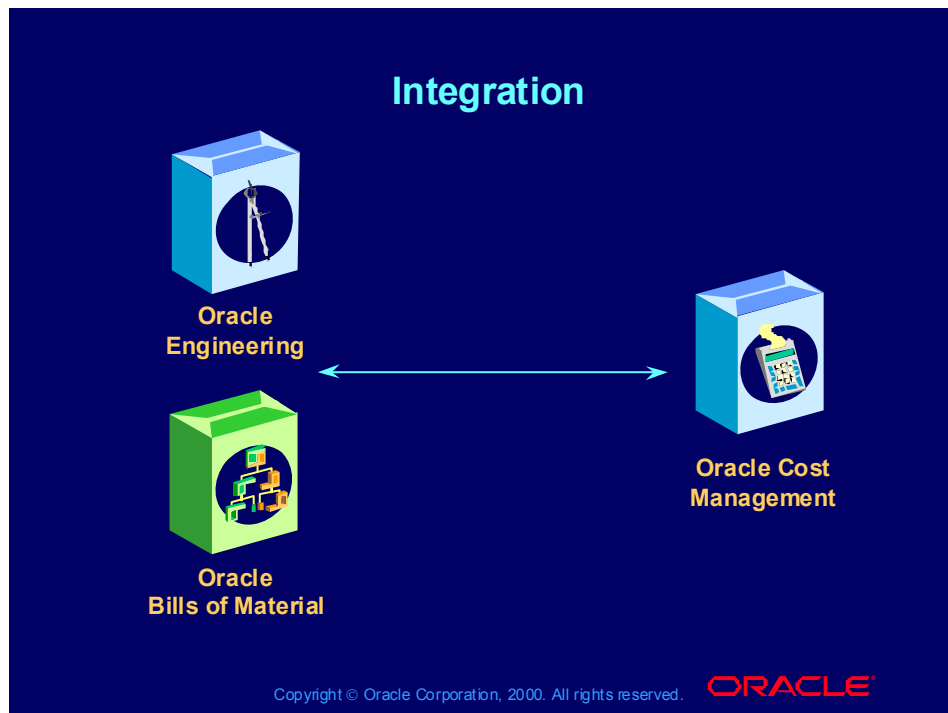 Integration
Oracle
Engineering
Oracle Cost
Management
Oracle
Bills of Material
Copyright © Oracle Corporation, 2000. All rights reserved.
ORACLE®